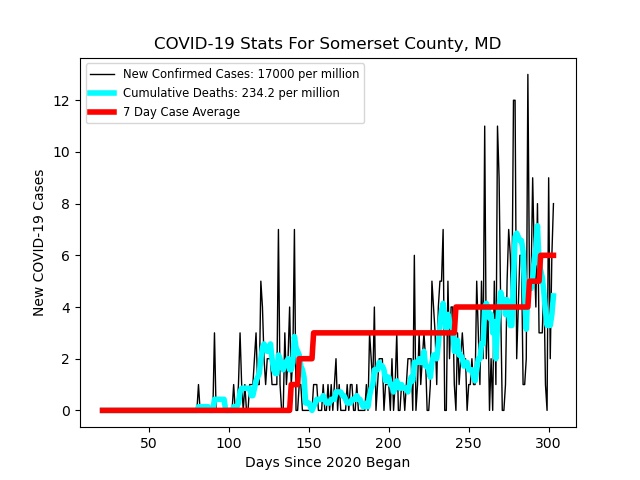 COVID-19 Stats For Somerset County, MD
New Confirmed Cases: 17000 per million
Cumulative Deaths: 234.2 per million
7 Day Case Average
12
10
8
6
4
2
0
New COVID-19 Cases
50 100 150 200 250 300
Days Since 2020 Began